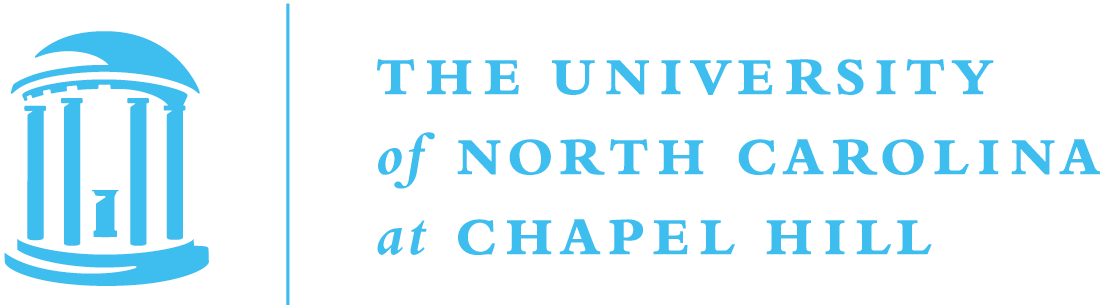 THE UNIVERSITY
of NORTH CAROLINA
at CHAPEL HILL